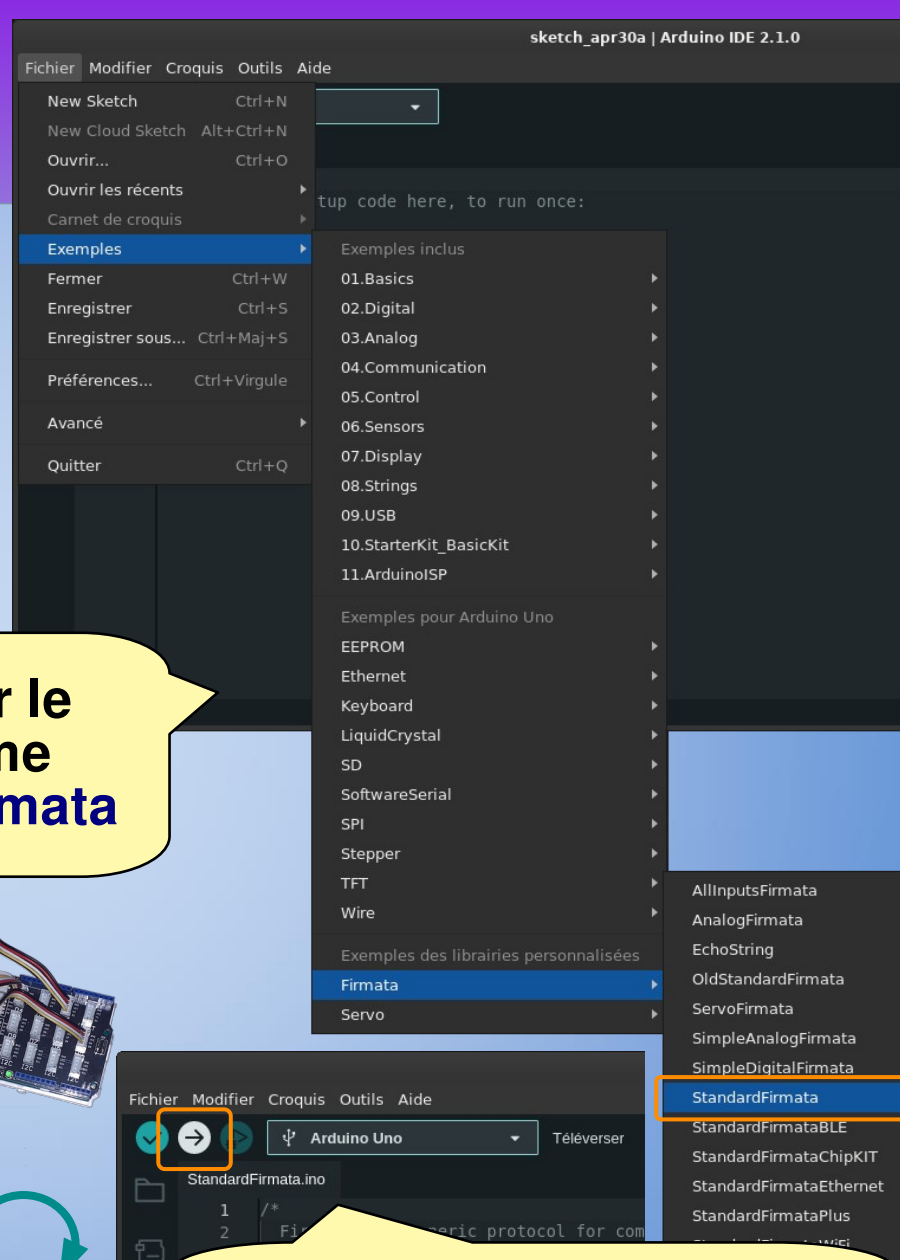 sketch_apr30a | Arduino IDE 2.1.0
Fichier Modifier Croquis Outils Aide
New Sketch Ctrl+N
New Cloud Sketch Alt+Ctrl+N
Ouvrir... Ctrl+O
Ouvrir les récents
Carnet de croquis
Exemples
Fermer Ctrl+W
Enregistrer Ctrl+S
Enregistrer sous... Ctrl+Maj+S
Préférences... Ctrl+Virgule
Avancé
Quitter Ctrl+Q
tup code here, to run once:
Exemples inclus
01.Basics
02.Digital
03.Analog
04.Communication
05.Control
06.Sensors
07.Display
08.Strings
09.USB
10.StarterKit_BasicKit
11.ArduinoISP
Exemples pour Arduino Uno
EEPROM
Ethernet
Keyboard
LiquidCrystal
SD
SoftwareSerial
SPI
Stepper
TFT
Wire
Exemples des librairies personnalisées
Firmata
Servo
AllInputsFirmata
AnalogFirmata
EchoString
OldStandardFirmata
ServoFirmata
SimpleAnalogFirmata
SimpleDigitalFirmata
StandardFirmata
StandardFirmataBLE
StandardFirmataChipKIT
StandardFirmataEthernet
StandardFirmataPlus
r le
me
mata
I2C I2C I2C I2C
Fichier Modifier Croquis Outils Aide
Arduino Uno Téléverser
StandardFirmata.ino
1 /*
2 Fi eric protocol for com